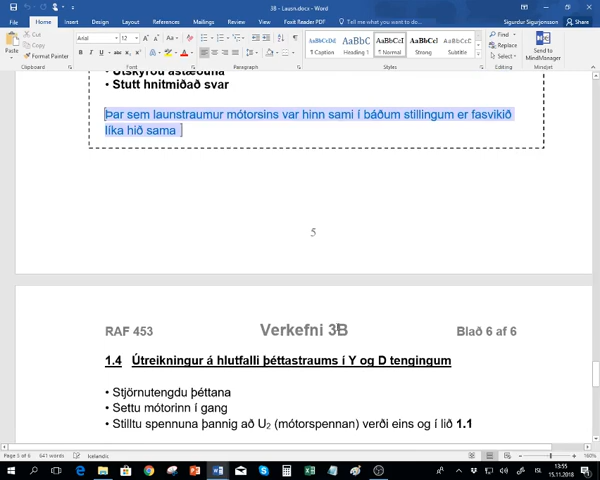 3B - Lausn.docx - Word
File Home Insert Design Layout References Mailings Review View Foxit Reader PDF Tell me what you want to do... Sigurdur Sigurjonsson Share
Paste
Cut
Copy
Format Painter
Arial 12
AaBbCcDdE AaBbC AaBbCcI AaBbCcI AaBbCcD
¶ Caption Heading 1 ¶ Normal Strong Subtitle
Find
Replace
Select
Send to MindManager
Clipboard Font Paragraph Styles Editing Mindjet
Útskýrðu ástæðuna
• Stutt hnitmiðað svar
Þar sem launstraumur mótorsins var hinn sami í báðum stillingum er fasvikið
líka hið sama
5
RAF 453 Verkefni 3B Blað 6 af 6
1.4 Útreikningur á hlutfalli þéttastraums í Y og D tengingum
• Stjörnutengdu þéttana
• Settu mótorinn í gang
• Stilltu spennuna þannig að U2 (mótorspennan) verði eins og í lið 1.1
Page 5 of 6 641 words Icelandic 160%
ISL 13:55
15.11.2018